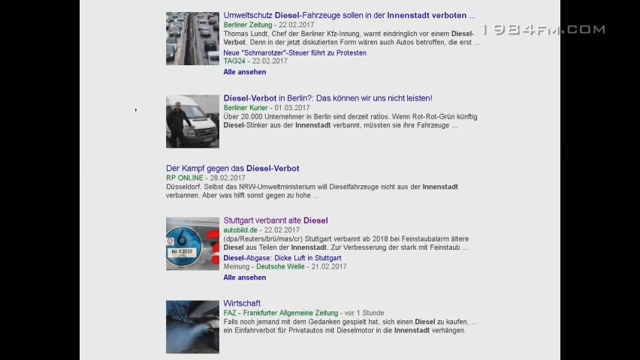 1984FM.COM
Umweltschutz Diesel-Fahrzeuge sollen in der Innenstadt verboten ...
Berliner Zeitung - 22.02.2017
Thomas Lundt, Chef der Berliner Kfz-Innung, warnt eindringlich vor einem Diesel-
Verbot. Denn in der jetzt diskutierten Form wären auch Autos betroffen, die erst ...
Neue "Schmarotzer"-Steuer führt zu Protesten
TAG24 - 22.02.2017
Alle ansehen
Diesel-Verbot in Berlin?: Das können wir uns nicht leisten!
Berliner Kurier - 01.03.2017
Über 20.000 Unternehmer in Berlin sind derzeit ratlos. Wenn Rot-Rot-Grün künftig
Diesel-Stinker aus der Innenstadt verbannt, müssten sie ihre Fahrzeuge ...
Der Kampf gegen das Diesel-Verbot
RP ONLINE - 28.02.2017
Düsseldorf. Selbst das NRW-Umweltministerium will Dieselfahrzeuge nicht aus der Innenstadt
verbannen. Aber was hilft sonst gegen zu hohe ...
Stuttgart verbannt alte Diesel
autobild.de - 22.02.2017
(dpa/Reuters/brü/mas/cr) Stuttgart verbannt ab 2018 bei Feinstaubalarm ältere
Diesel aus Teilen der Innenstadt. Zur Verbesserung der stark mit Feinstaub ...
Diesel-Abgase: Dicke Luft in Stuttgart
Meinung - Deutsche Welle - 21.02.2017
Alle ansehen
Wirtschaft
FAZ - Frankfurter Allgemeine Zeitung - vor 1 Stunde
Falls noch jemand mit dem Gedanken gespielt hat, sich einen Diesel zu kaufen, ...
ein Einfahrverbot für Privatautos mit Dieselmotor in die Innenstadt verhängen.